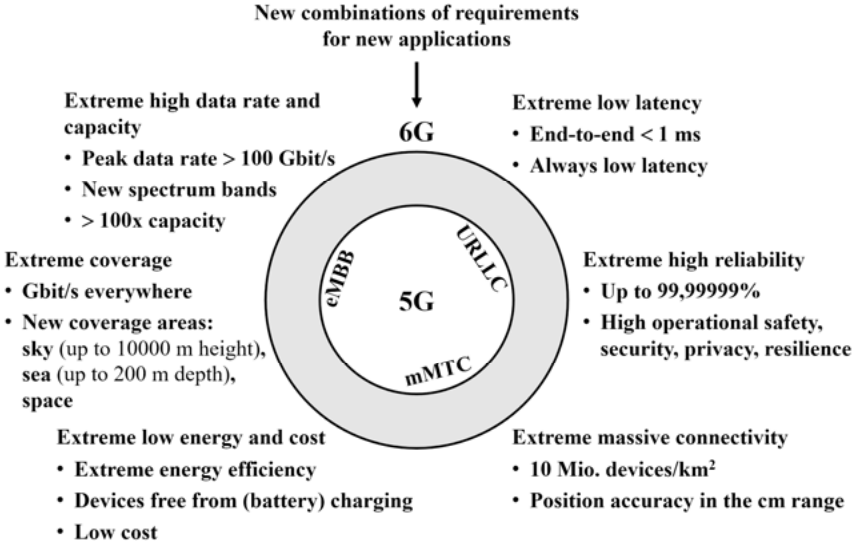 New combinations of requirements
for new applications
Extreme high data rate and
capacity
• Peak data rate > 100 Gbit/s
• New spectrum bands
• > 100x capacity
6G
Extreme low latency
• End-to-end < 1 ms
• Always low latency
Extreme coverage
• Gbit/s everywhere
• New coverage areas:
sky (up to 10000 m height),
sea (up to 200 m depth),
space
eMBB
URLLC
5G
mMTC
Extreme high reliability
• Up to 99,99999%
• High operational safety,
security, privacy, resilience
Extreme low energy and cost
• Extreme energy efficiency
• Devices free from (battery) charging
• Low cost
Extreme massive connectivity
• 10 Mio. devices/km²
• Position accuracy in the cm range